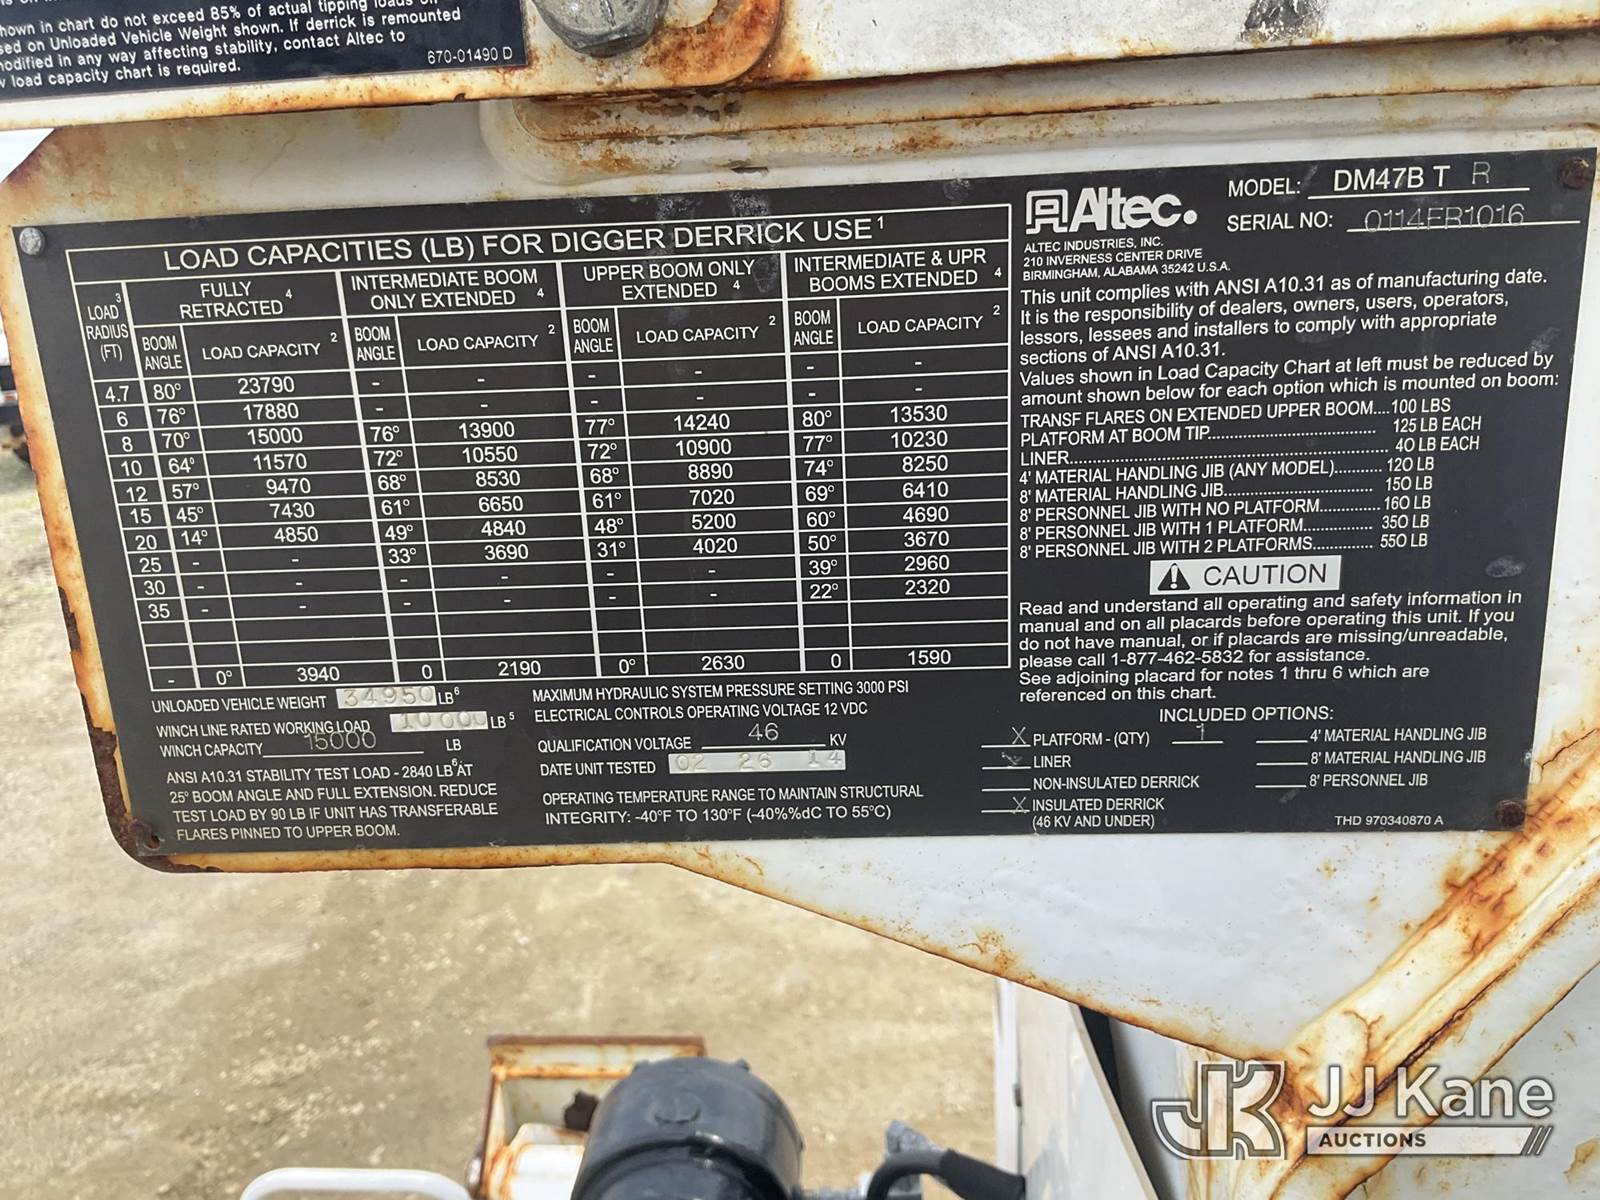 hown in chart do not exceed 85% of actual tipping loads
sed on Unloaded Vehicle Weight shown. If derrick is remounted
modified in any way affecting stability, contact Altec to
load capacity chart is required.
670-01490 D
LOAD CAPACITIES (LB) FOR DIGGER DERRICK USE 1
LOAD 3 RADIUS (FT)
FULLY RETRACTED 4
INTERMEDIATE BOOM ONLY EXTENDED 4
UPPER BOOM ONLY EXTENDED 4
INTERMEDIATE & UPR BOOMS EXTENDED 4
BOOM ANGLE LOAD CAPACITY 2 BOOM ANGLE LOAD CAPACITY 2 BOOM ANGLE LOAD CAPACITY 2 BOOM ANGLE LOAD CAPACITY 2
4.7 80° 23790 - - - - - -
6 76° 17880 - - - - - -
8 70° 15000 76° 13900 77° 14240 80° 13530
10 64° 11570 72° 10550 72° 10900 77° 10230
12 57° 9470 68° 8530 68° 8890 74° 8250
15 45° 7430 61° 6650 61° 7020 69° 6410
20 14° 4850 49° 4840 48° 5200 60° 4690
25 - - 33° 3690 31° 4020 50° 3670
30 - - - - - - 39° 2960
35 - - - - - - 22° 2320
- 0° 3940 0 2190 0° 2630 0 1590
UNLOADED VEHICLE WEIGHT 34950 LB 6
WINCH LINE RATED WORKING LOAD 10 000 LB 5
WINCH CAPACITY 15000 LB
ANSI A10.31 STABILITY TEST LOAD - 2840 LB 6 AT
25° BOOM ANGLE AND FULL EXTENSION. REDUCE
TEST LOAD BY 90 LB IF UNIT HAS TRANSFERABLE
FLARES PINNED TO UPPER BOOM.
MAXIMUM HYDRAULIC SYSTEM PRESSURE SETTING 3000 PSI
ELECTRICAL CONTROLS OPERATING VOLTAGE 12 VDC
QUALIFICATION VOLTAGE 46 KV
DATE UNIT TESTED 02 26 14
OPERATING TEMPERATURE RANGE TO MAINTAIN STRUCTURAL
INTEGRITY: -40°F TO 130°F (-40%%dC TO 55°C)
Altec.
MODEL: DM47B T R
SERIAL NO: 0114FR1016
ALTEC INDUSTRIES, INC.
210 INVERNESS CENTER DRIVE
BIRMINGHAM, ALABAMA 35242 U.S.A.
This unit complies with ANSI A10.31 as of manufacturing date.
It is the responsibility of dealers, owners, users, operators,
lessors, lessees and installers to comply with appropriate
sections of ANSI A10.31.
Values shown in Load Capacity Chart at left must be reduced by
amount shown below for each option which is mounted on boom:
TRANSF FLARES ON EXTENDED UPPER BOOM....100 LBS
PLATFORM AT BOOM TIP.................................. 125 LB EACH
LINER................................................................ 40 LB EACH
4' MATERIAL HANDLING JIB (ANY MODEL)........... 120 LB
8' MATERIAL HANDLING JIB.............................. 150 LB
8' PERSONNEL JIB WITH NO PLATFORM............. 160 LB
8' PERSONNEL JIB WITH 1 PLATFORM................ 350 LB
8' PERSONNEL JIB WITH 2 PLATFORMS.............. 550 LB
CAUTION
Read and understand all operating and safety information in
manual and on all placards before operating this unit. If you
do not have manual, or if placards are missing/unreadable,
please call 1-877-462-5832 for assistance.
See adjoining placard for notes 1 thru 6 which are
referenced on this chart.
INCLUDED OPTIONS:
X PLATFORM - (QTY) 1
LINER
NON-INSULATED DERRICK
X INSULATED DERRICK
(46 KV AND UNDER)
4' MATERIAL HANDLING JIB
8' MATERIAL HANDLING JIB
8' PERSONNEL JIB
THD 970340870 A
JK JJ Kane
AUCTIONS